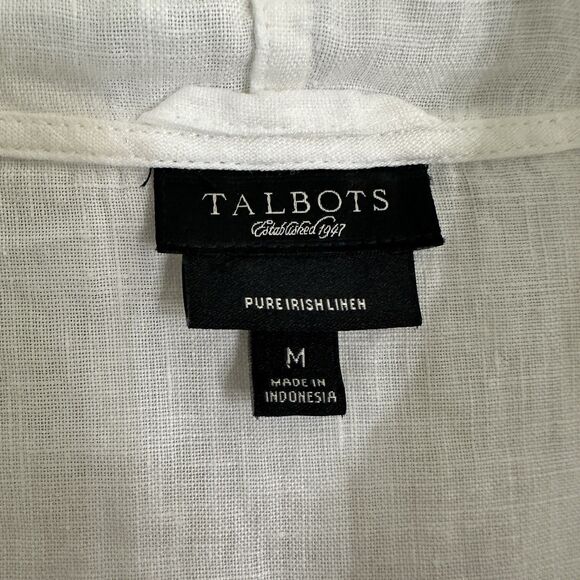 TALBOTS
Established 1947
PURE IRISH LINEN
M
MADE IN
INDONESIA